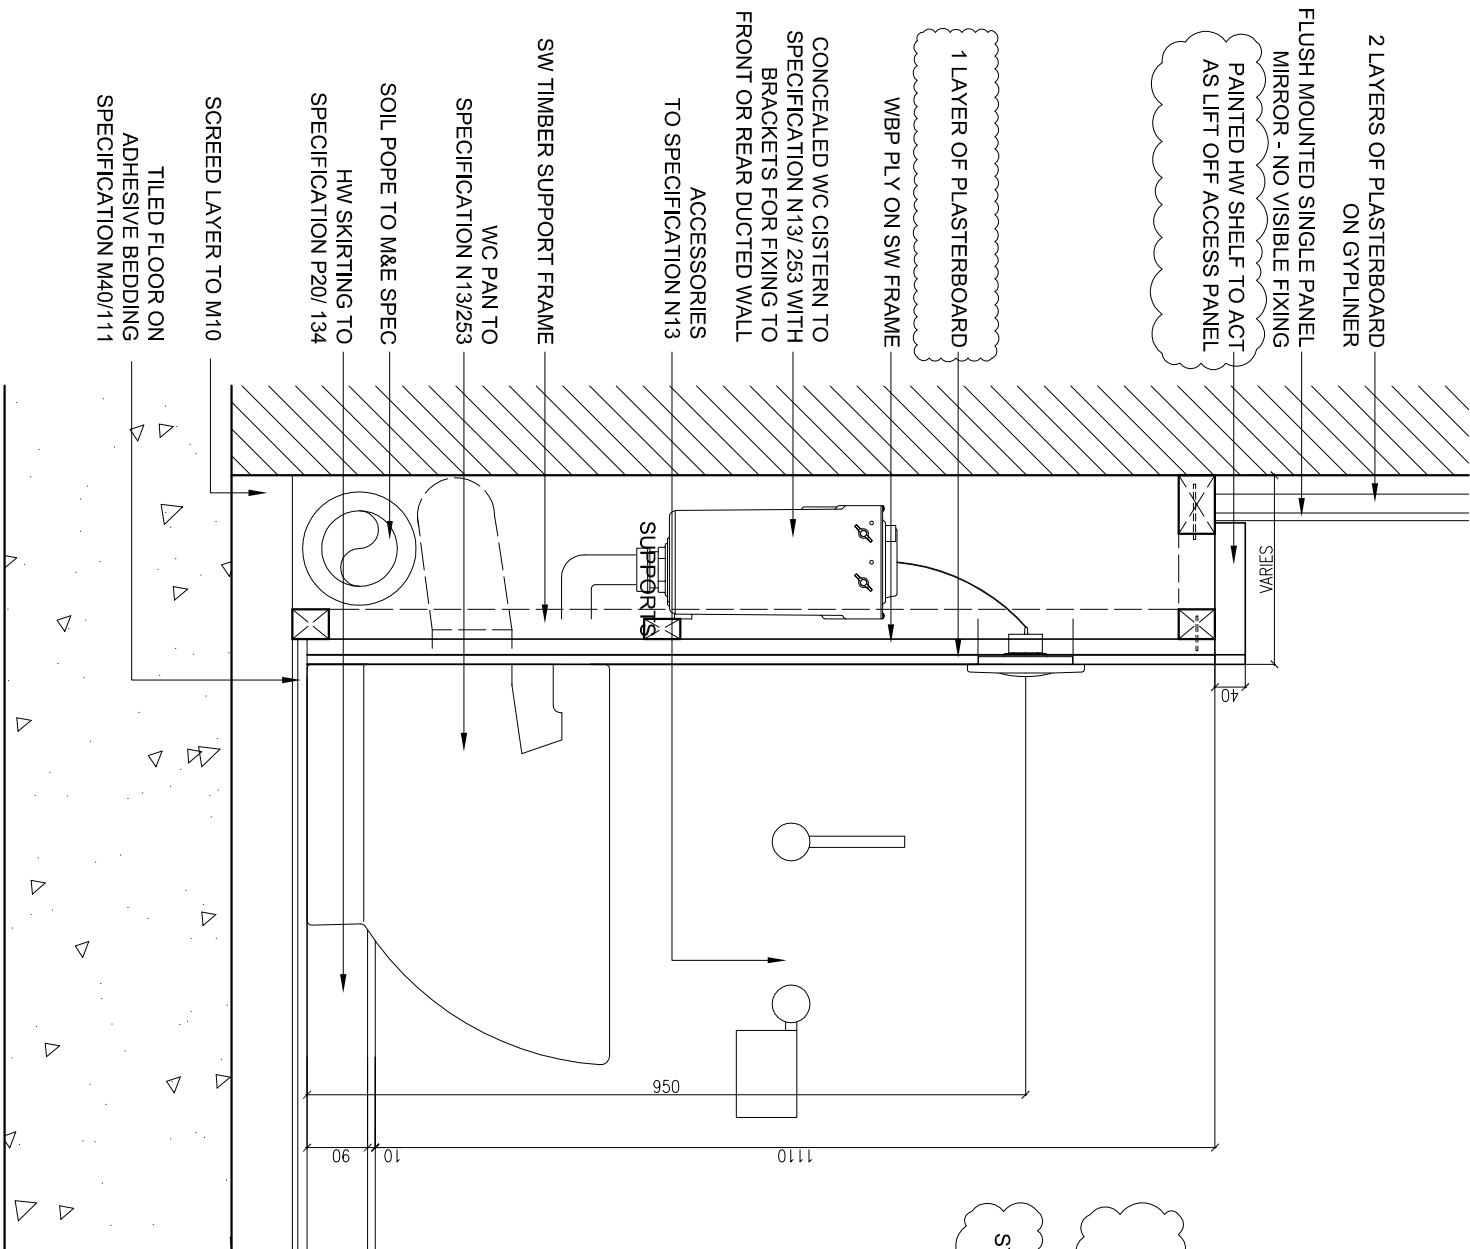 2 LAYERS OF PLASTERBOARD
ON GYPLINER
FLUSH MOUNTED SINGLE PANEL
MIRROR - NO VISIBLE FIXING
PAINTED HW SHELF TO ACT
AS LIFT OFF ACCESS PANEL
1 LAYER OF PLASTERBOARD
WBP PLY ON SW FRAME
CONCEALED WC CISTERN TO
SPECIFICATION N13/ 253 WITH
BRACKETS FOR FIXING TO
FRONT OR REAR DUCTED WALL
ACCESSORIES
TO SPECIFICATION N13
SW TIMBER SUPPORT FRAME
WC PAN TO
SPECIFICATION N13/253
SOIL POPE TO M&E SPEC
HW SKIRTING TO
SPECIFICATION P20/ 134
SCREED LAYER TO M10
TILED FLOOR ON
ADHESIVE BEDDING
SPECIFICATION M40/111
SUPPORTS
VARIES
40
950
1110
10
90